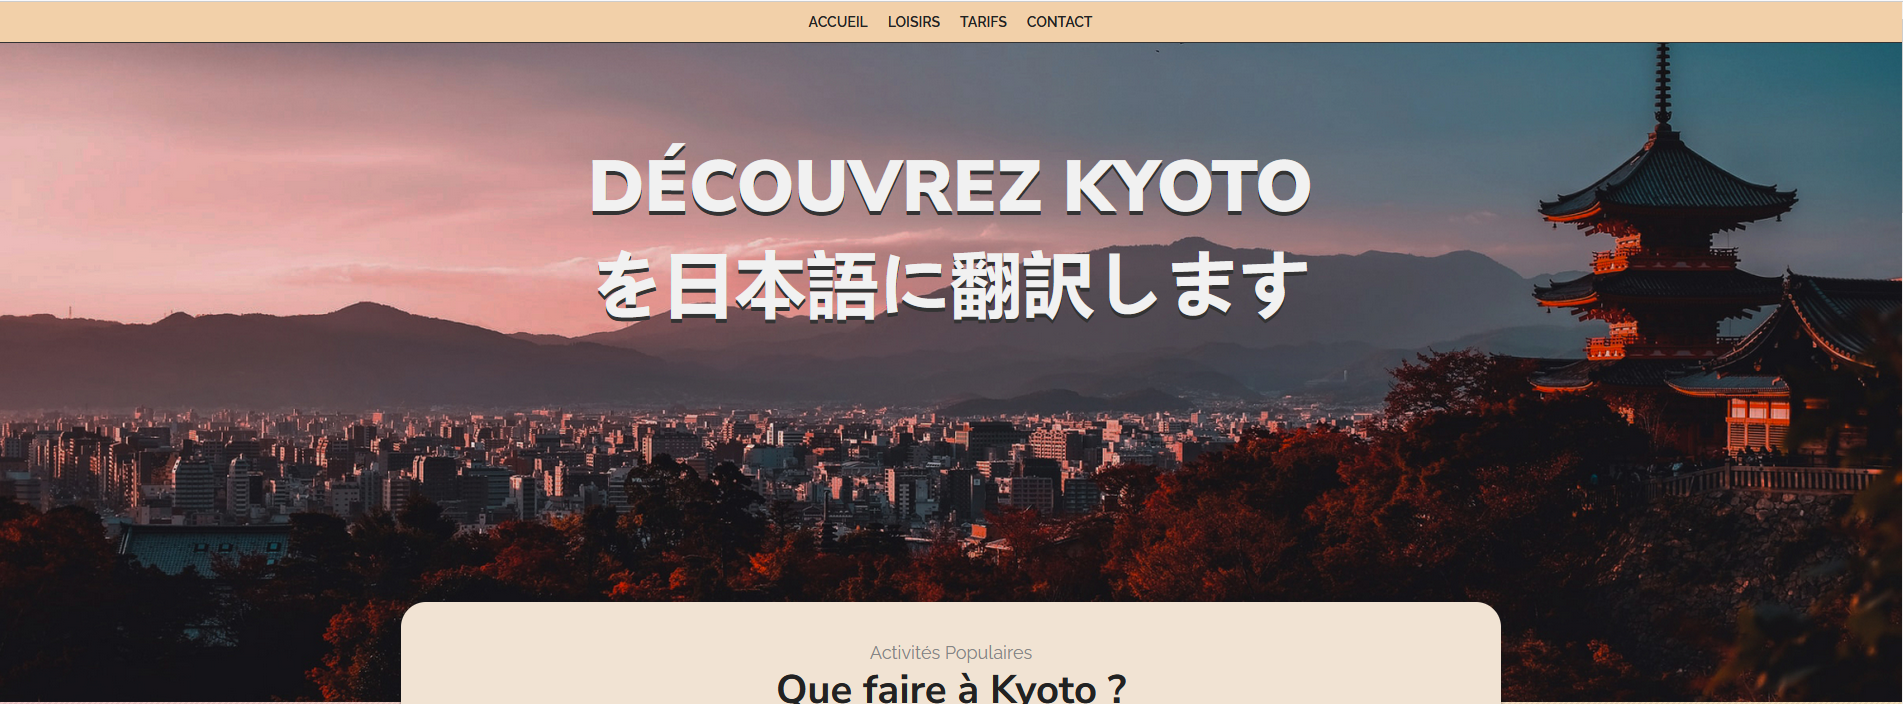 ACCUEIL LOISIRS TARIFS CONTACT
DÉCOUVREZ KYOTO
を日本語に翻訳します
Activités Populaires
Que faire à Kyoto ?